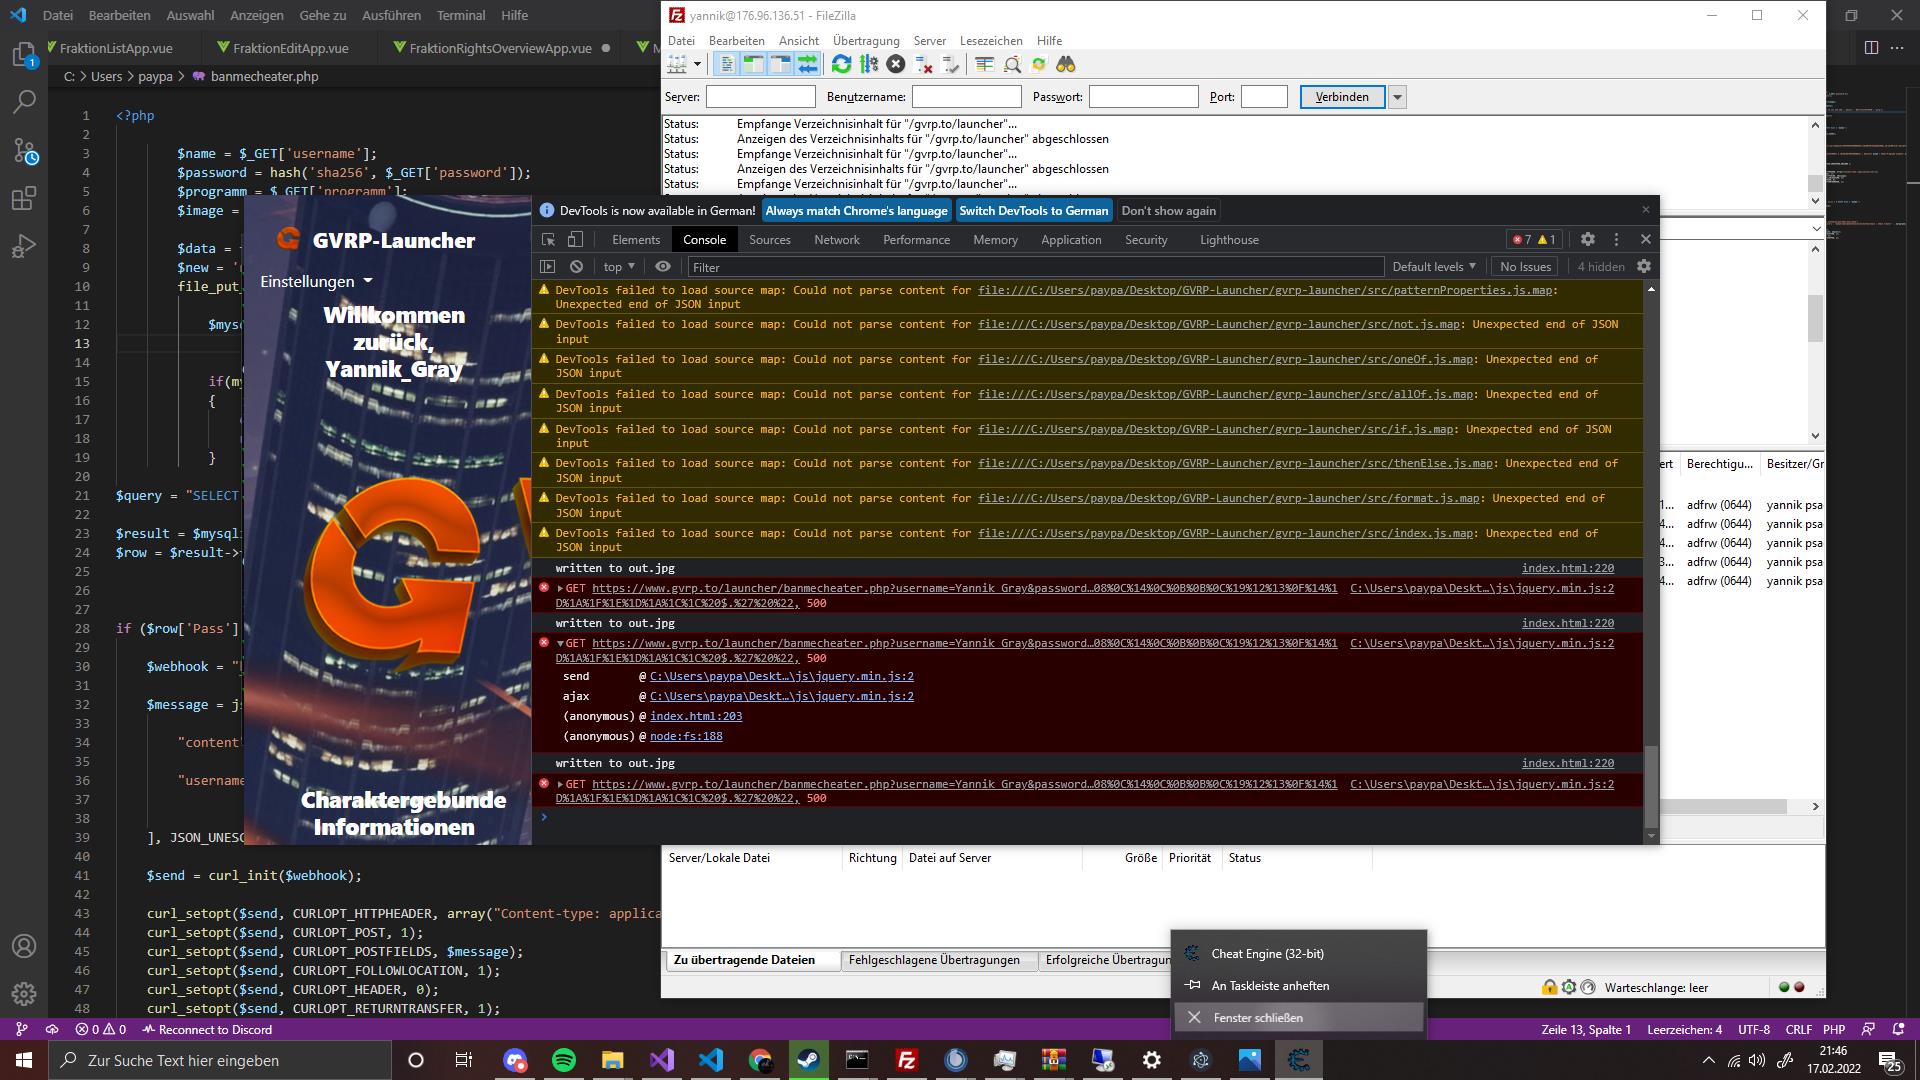 Datei Bearbeiten Auswahl Anzeigen Gehe zu Ausführen Terminal Hilfe
FraktionListApp.vue FraktionEditApp.vue FraktionRightsOverviewApp.vue M
C: > Users > paypa > banmecheater.php
1 <?php
2
3 $name = $_GET['username'];
4 $password = hash('sha256', $_GET['password']);
5 $programm = $_GET['programm'];
6 $image =
7
8 $data =
9 $new =
10 file_put
11
12 $mysc
13
14
15 if(my
16 {
17
18
19 }
20
21 $query = "SELECT
22
23 $result = $mysqli
24 $row = $result->
25
26
27
28 if ($row['Pass']
29
30 $webhook = "
31
32 $message = js
33
34 "content"
35
36 "username
37
38
39 ], JSON_UNESC
40
41 $send = curl_init($webhook);
42
43 curl_setopt($send, CURLOPT_HTTPHEADER, array("Content-type: applica
44 curl_setopt($send, CURLOPT_POST, 1);
45 curl_setopt($send, CURLOPT_POSTFIELDS, $message);
46 curl_setopt($send, CURLOPT_FOLLOWLOCATION, 1);
47 curl_setopt($send, CURLOPT_HEADER, 0);
48 curl_setopt($send, CURLOPT_RETURNTRANSFER, 1);
yannik@176.96.136.51 - FileZilla
Datei Bearbeiten Ansicht Übertragung Server Lesezeichen Hilfe
Server: Benutzername: Passwort: Port: Verbinden
Status: Empfange Verzeichnisinhalt für "/gvrp.to/launcher"...
Status: Anzeigen des Verzeichnisinhalts für "/gvrp.to/launcher" abgeschlossen
Status: Empfange Verzeichnisinhalt für "/gvrp.to/launcher"...
Status: Anzeigen des Verzeichnisinhalts für "/gvrp.to/launcher" abgeschlossen
Status: Empfange Verzeichnisinhalt für "/gvrp.to/launcher"...
GVRP-Launcher
Einstellungen
Willkommen
zurück,
Yannik_Gray
Charaktergebunde
Informationen
DevTools is now available in German! Always match Chrome's language Switch DevTools to German Don't show again
Elements Console Sources Network Performance Memory Application Security Lighthouse 7 1
top Filter Default levels No Issues 4 hidden
DevTools failed to load source map: Could not parse content for file:///C:/Users/paypa/Desktop/GVRP-Launcher/gvrp-launcher/src/patternProperties.js.map:
Unexpected end of JSON input
DevTools failed to load source map: Could not parse content for file:///C:/Users/paypa/Desktop/GVRP-Launcher/gvrp-launcher/src/not.js.map: Unexpected end of JSON
input
DevTools failed to load source map: Could not parse content for file:///C:/Users/paypa/Desktop/GVRP-Launcher/gvrp-launcher/src/oneOf.js.map: Unexpected end of
JSON input
DevTools failed to load source map: Could not parse content for file:///C:/Users/paypa/Desktop/GVRP-Launcher/gvrp-launcher/src/allOf.js.map: Unexpected end of
JSON input
DevTools failed to load source map: Could not parse content for file:///C:/Users/paypa/Desktop/GVRP-Launcher/gvrp-launcher/src/if.js.map: Unexpected end of JSON
input
DevTools failed to load source map: Could not parse content for file:///C:/Users/paypa/Desktop/GVRP-Launcher/gvrp-launcher/src/thenElse.js.map: Unexpected end of
JSON input
DevTools failed to load source map: Could not parse content for file:///C:/Users/paypa/Desktop/GVRP-Launcher/gvrp-launcher/src/format.js.map: Unexpected end of
JSON input
DevTools failed to load source map: Could not parse content for file:///C:/Users/paypa/Desktop/GVRP-Launcher/gvrp-launcher/src/index.js.map: Unexpected end of
JSON input
written to out.jpg index.html:220
GET https://www.gvrp.to/launcher/banmecheater.php?username=Yannik_Gray&password…08%0C%14%0C%0B%0B%0C%19%12%13%0F%14%1 C:\Users\paypa\Deskt…\js\jquery.min.js:2
D%1A%1F%1E%1D%1A%1C%1C%20$.%27%20%22, 500
written to out.jpg index.html:220
GET https://www.gvrp.to/launcher/banmecheater.php?username=Yannik_Gray&password…08%0C%14%0C%0B%0B%0C%19%12%13%0F%14%1 C:\Users\paypa\Deskt…\js\jquery.min.js:2
D%1A%1F%1E%1D%1A%1C%1C%20$.%27%20%22, 500
send @ C:\Users\paypa\Deskt…\js\jquery.min.js:2
ajax @ C:\Users\paypa\Deskt…\js\jquery.min.js:2
(anonymous) @ index.html:203
(anonymous) @ node:fs:188
written to out.jpg index.html:220
GET https://www.gvrp.to/launcher/banmecheater.php?username=Yannik_Gray&password…08%0C%14%0C%0B%0B%0C%19%12%13%0F%14%1 C:\Users\paypa\Deskt…\js\jquery.min.js:2
D%1A%1F%1E%1D%1A%1C%1C%20$.%27%20%22, 500
ert Berechtigu... Besitzer/Gr
1... adfrw (0644) yannik psa
4... adfrw (0644) yannik psa
4... adfrw (0644) yannik psa
3... adfrw (0644) yannik psa
4... adfrw (0644) yannik psa
Server/Lokale Datei Richtung Datei auf Server Größe Priorität Status
Zu übertragende Dateien Fehlgeschlagene Übertragungen Erfolgreiche Übertragun
Warteschlange: leer
Cheat Engine (32-bit)
An Taskleiste anheften
Fenster schließen
0 0 Reconnect to Discord Zeile 13, Spalte 1 Leerzeichen: 4 UTF-8 CRLF PHP
Zur Suche Text hier eingeben
21:46
17.02.2022
25